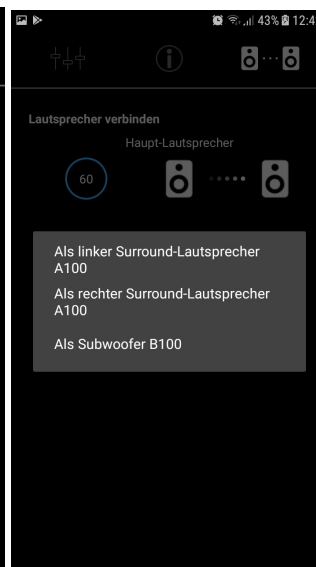 43% 12:4
Lautsprecher verbinden
Haupt-Lautsprecher
60
Als linker Surround-Lautsprecher
A100
Als rechter Surround-Lautsprecher
A100
Als Subwoofer B100